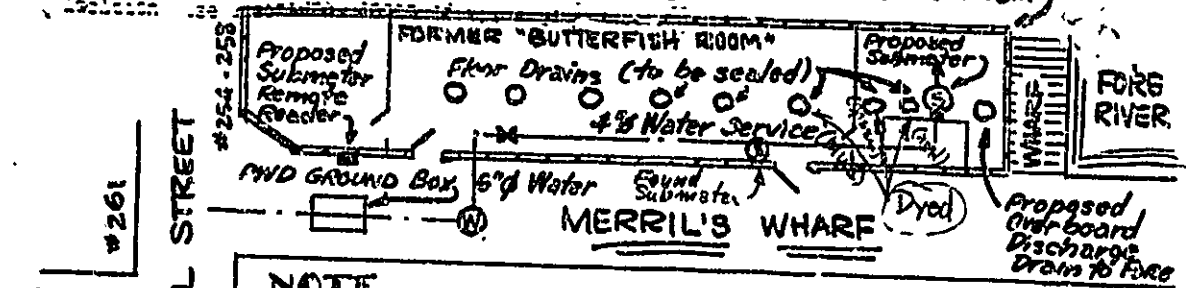 FORMER "BUTTERFISH ROOM"
Proposed
Submeter
Remote
Reader
Floor Drains (to be sealed)
Proposed
Submeter
S
#254-258
4"ø Water Service
WHARF
FORE
RIVER
PWD GROUND BOX
6"ø Water
Found
Submeter
W
MERRIL'S WHARF
Dyed
Proposed
Overboard
Discharge
Drain to Fore
#261
STREET
NOTE